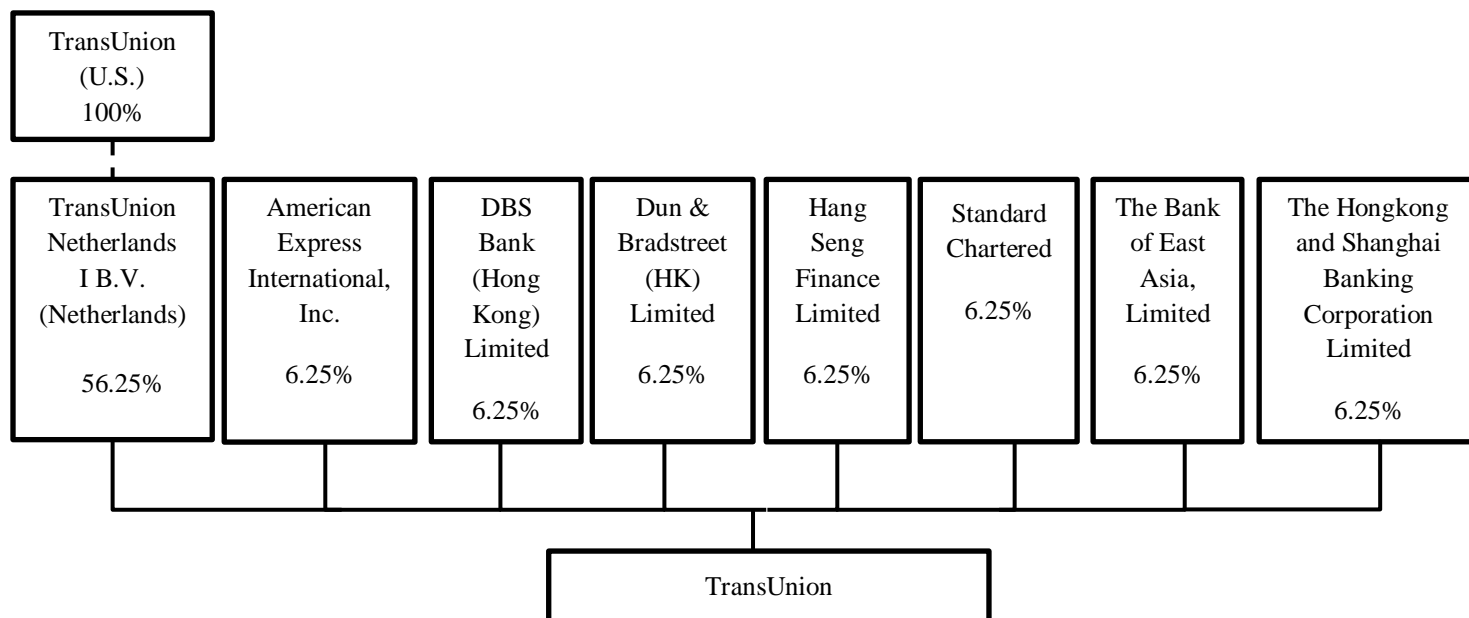 TransUnion
(U.S.)
100%
TransUnion
Netherlands
I B.V.
(Netherlands)
56.25%
American
Express
International,
Inc.
6.25%
DBS
Bank
(Hong
Kong)
Limited
6.25%
Dun &
Bradstreet
(HK)
Limited
6.25%
Hang
Seng
Finance
Limited
6.25%
Standard
Chartered
6.25%
The Bank
of East
Asia,
Limited
6.25%
The Hongkong
and Shanghai
Banking
Corporation
Limited
6.25%
TransUnion